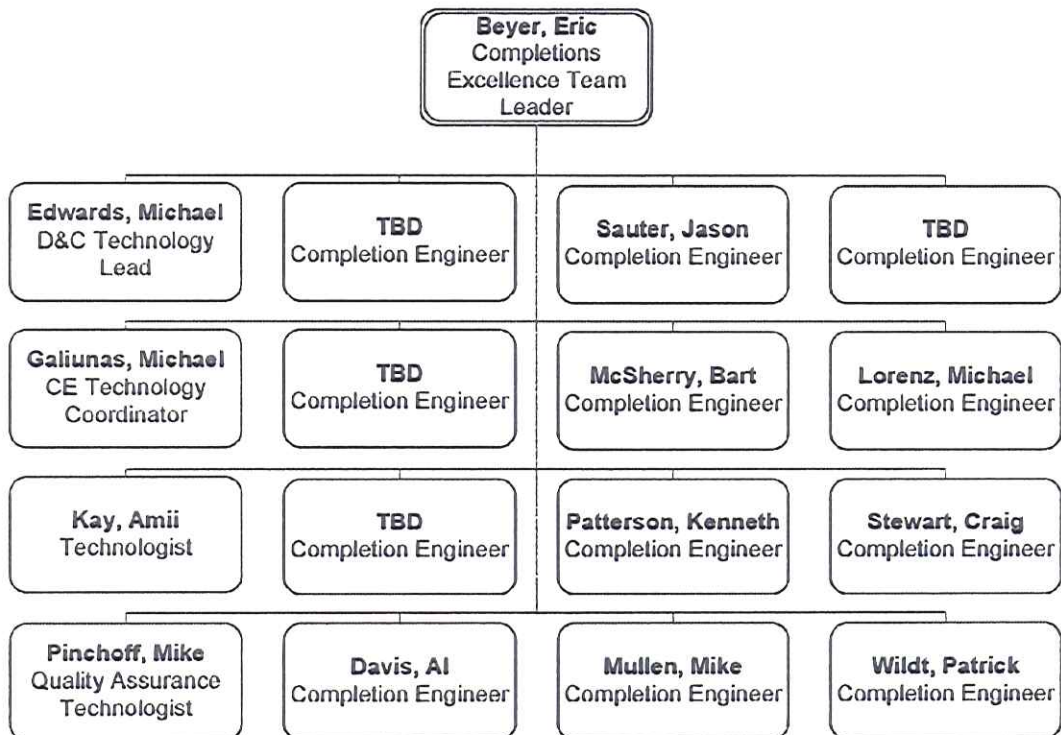 Beyer, Eric
Completions
Excellence Team
Leader
Edwards, Michael
D&C Technology
Lead
TBD
Completion Engineer
Sauter, Jason
Completion Engineer
TBD
Completion Engineer
Galiunas, Michael
CE Technology
Coordinator
TBD
Completion Engineer
McSherry, Bart
Completion Engineer
Lorenz, Michael
Completion Engineer
Kay, Amii
Technologist
TBD
Completion Engineer
Patterson, Kenneth
Completion Engineer
Stewart, Craig
Completion Engineer
Pinchoff, Mike
Quality Assurance
Technologist
Davis, Al
Completion Engineer
Mullen, Mike
Completion Engineer
Wildt, Patrick
Completion Engineer